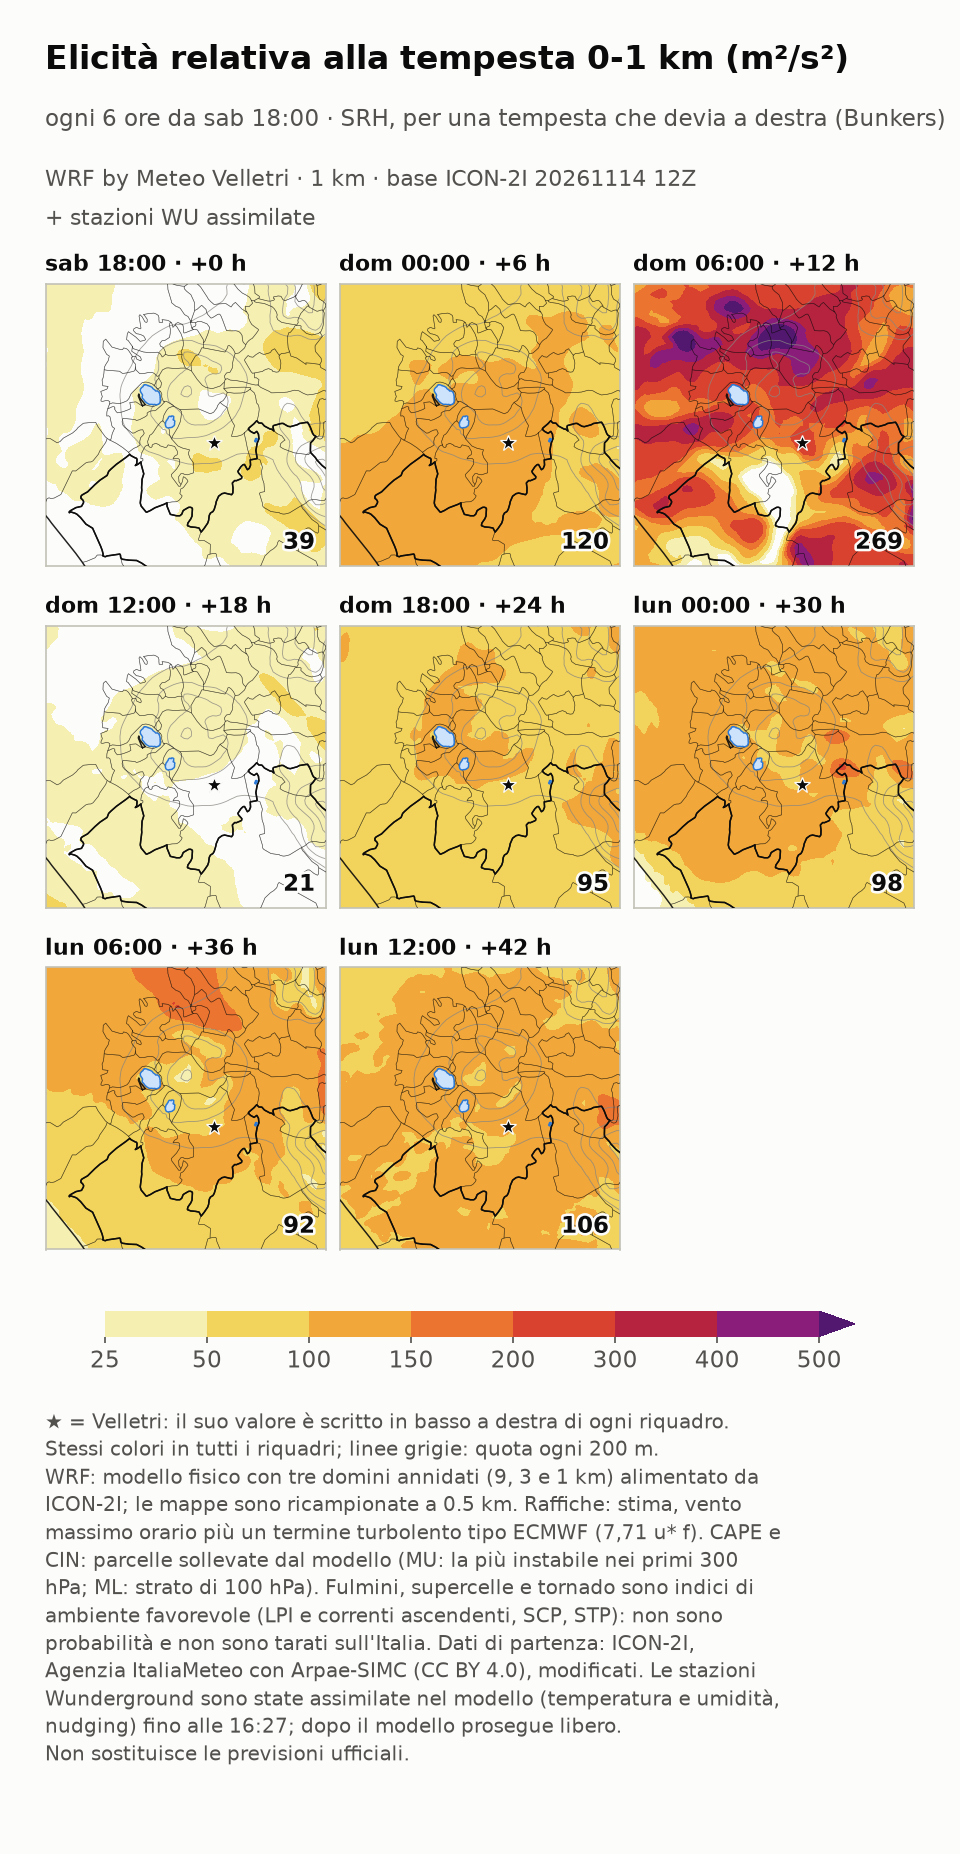 Elicità relativa alla tempesta 0-1 km (m²/s²)
ogni 6 ore da sab 18:00 · SRH, per una tempesta che devia a destra (Bunkers)
WRF by Meteo Velletri · 1 km · base ICON-2I 20261114 12Z
+ stazioni WU assimilate
sab 18:00 · +0 h
dom 00:00 · +6 h
dom 06:00 · +12 h
39
120
269
dom 12:00 · +18 h
dom 18:00 · +24 h
lun 00:00 · +30 h
21
95
98
lun 06:00 · +36 h
lun 12:00 · +42 h
92
106
25
50
100
150
200
300
400
500
★ = Velletri: il suo valore è scritto in basso a destra di ogni riquadro.
Stessi colori in tutti i riquadri; linee grigie: quota ogni 200 m.
WRF: modello fisico con tre domini annidati (9, 3 e 1 km) alimentato da
ICON-2I; le mappe sono ricampionate a 0.5 km. Raffiche: stima, vento
massimo orario più un termine turbolento tipo ECMWF (7,71 u* f). CAPE e
CIN: parcelle sollevate dal modello (MU: la più instabile nei primi 300
hPa; ML: strato di 100 hPa). Fulmini, supercelle e tornado sono indici di
ambiente favorevole (LPI e correnti ascendenti, SCP, STP): non sono
probabilità e non sono tarati sull'Italia. Dati di partenza: ICON-2I,
Agenzia ItaliaMeteo con Arpae-SIMC (CC BY 4.0), modificati. Le stazioni
Wunderground sono state assimilate nel modello (temperatura e umidità,
nudging) fino alle 16:27; dopo il modello prosegue libero.
Non sostituisce le previsioni ufficiali.